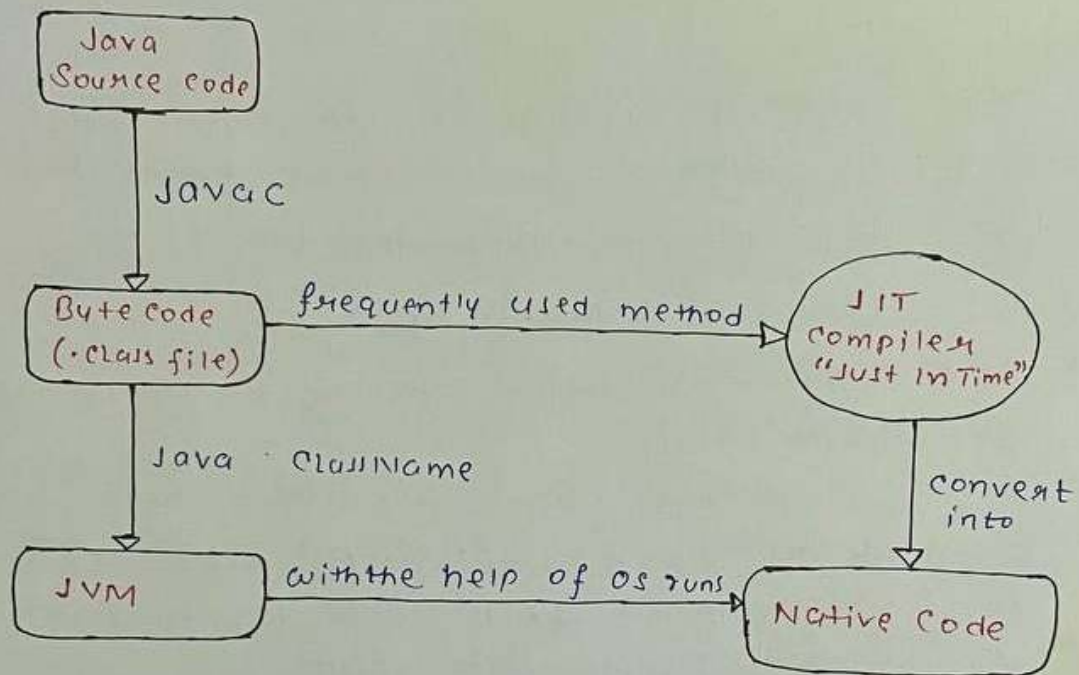 Java
Source code
Javac
Byte code
(.class file)
frequently used method
JIT
compiler
"Just In Time"
Java ClassName
convert
into
JVM
with the help of os runs
Native Code